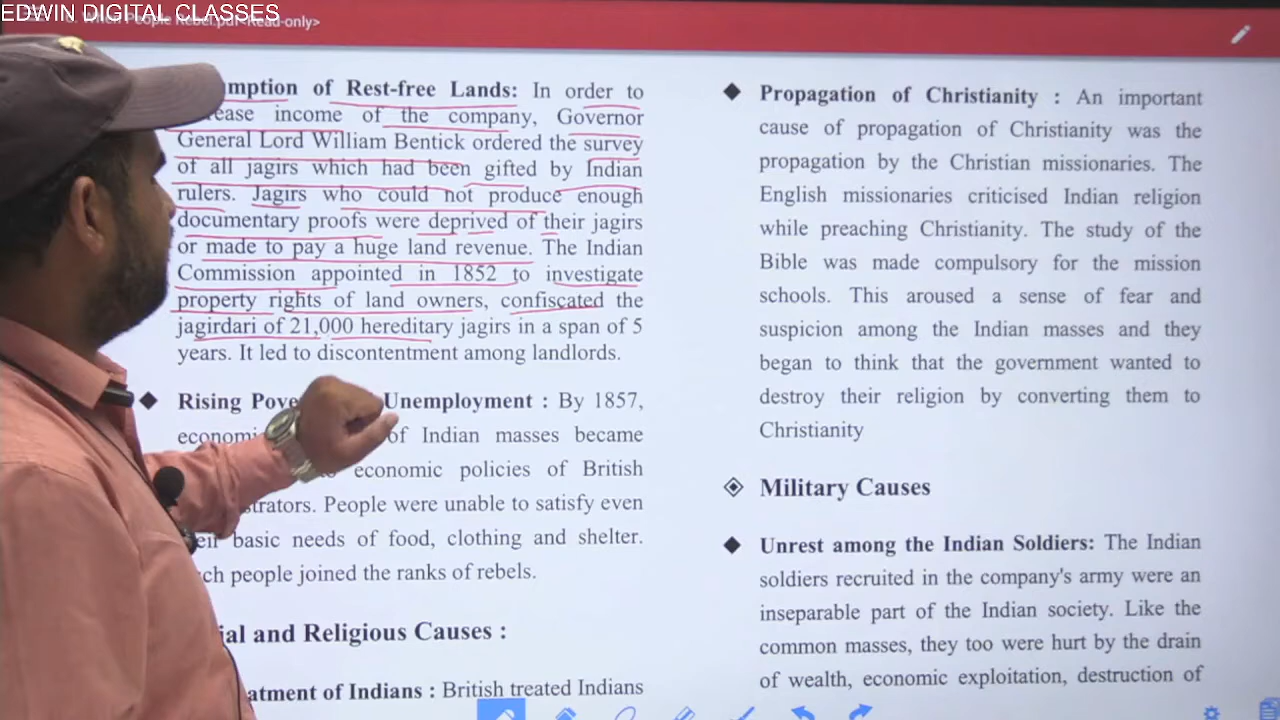 EDWIN DIGITAL CLASSES
When People Rebel.pdf<Read-only>
mption of Rest-free Lands: In order to
ease income of the company, Governor
General Lord William Bentick ordered the survey
of all jagirs which had been gifted by Indian
rulers. Jagirs who could not produce enough
documentary proofs were deprived of their jagirs
or made to pay a huge land revenue. The Indian
Commission appointed in 1852 to investigate
property rights of land owners, confiscated the
jagirdari of 21,000 hereditary jagirs in a span of 5
years. It led to discontentment among landlords.
Rising Pove Unemployment : By 1857,
economi of Indian masses became
economic policies of British
strators. People were unable to satisfy even
eir basic needs of food, clothing and shelter.
ch people joined the ranks of rebels.
ial and Religious Causes :
atment of Indians : British treated Indians
Propagation of Christianity : An important
cause of propagation of Christianity was the
propagation by the Christian missionaries. The
English missionaries criticised Indian religion
while preaching Christianity. The study of the
Bible was made compulsory for the mission
schools. This aroused a sense of fear and
suspicion among the Indian masses and they
began to think that the government wanted to
destroy their religion by converting them to
Christianity
Military Causes
Unrest among the Indian Soldiers: The Indian
soldiers recruited in the company's army were an
inseparable part of the Indian society. Like the
common masses, they too were hurt by the drain
of wealth, economic exploitation, destruction of